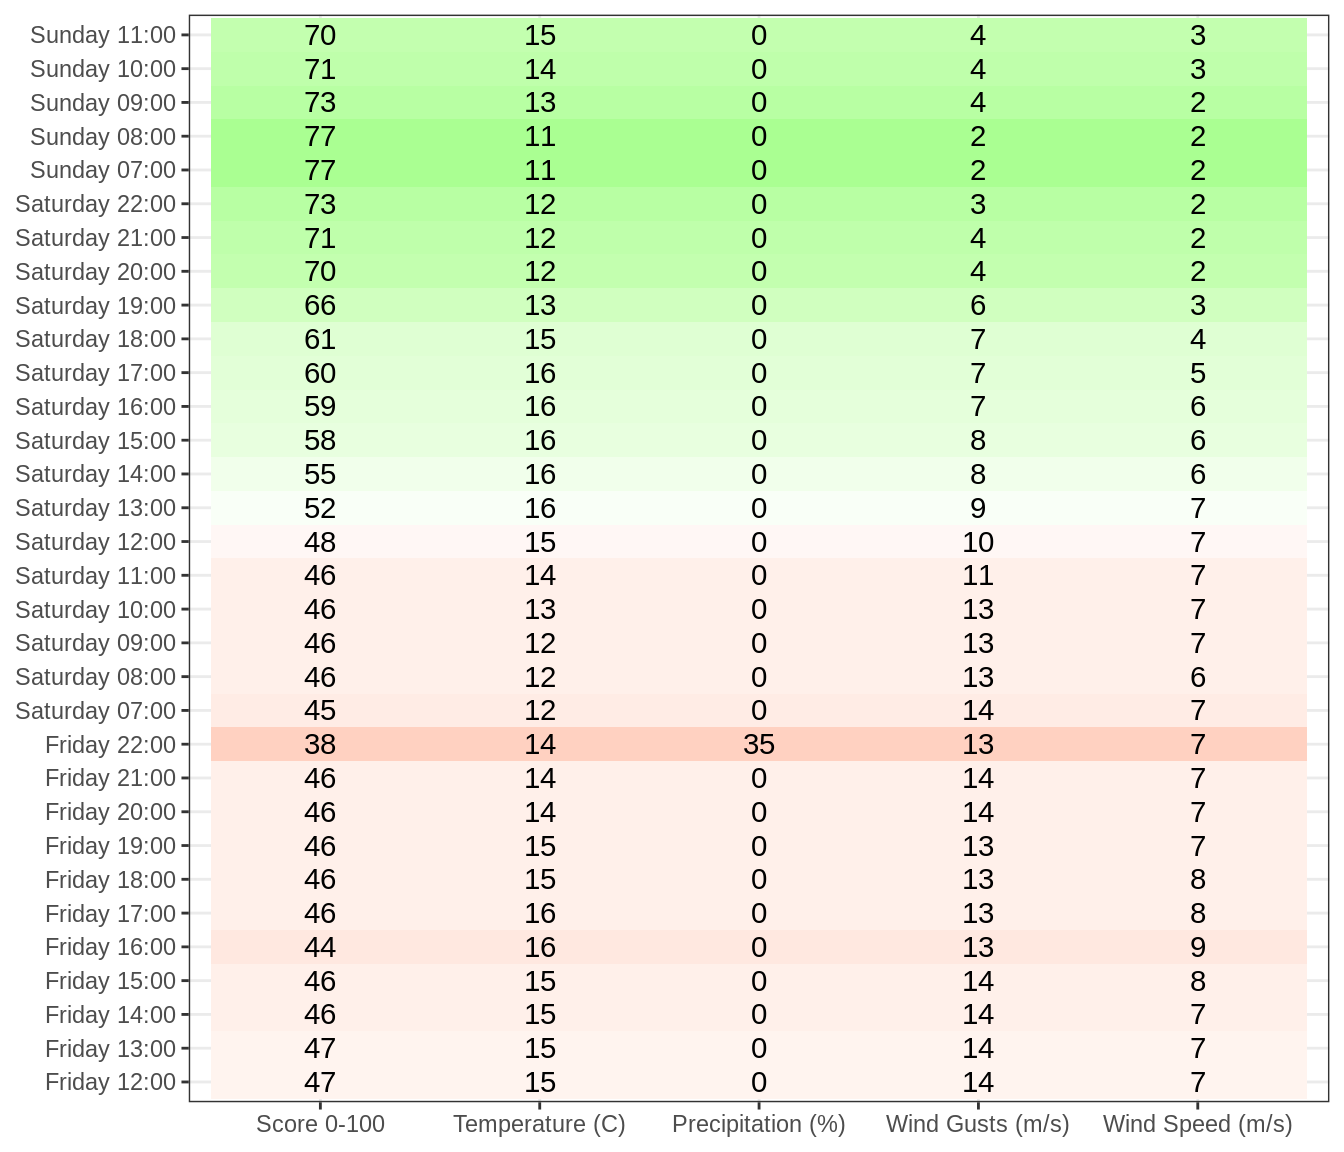 Sunday 11:00 70 15 0 4 3
Sunday 10:00 71 14 0 4 3
Sunday 09:00 73 13 0 4 2
Sunday 08:00 77 11 0 2 2
Sunday 07:00 77 11 0 2 2
Saturday 22:00 73 12 0 3 2
Saturday 21:00 71 12 0 4 2
Saturday 20:00 70 12 0 4 2
Saturday 19:00 66 13 0 6 3
Saturday 18:00 61 15 0 7 4
Saturday 17:00 60 16 0 7 5
Saturday 16:00 59 16 0 7 6
Saturday 15:00 58 16 0 8 6
Saturday 14:00 55 16 0 8 6
Saturday 13:00 52 16 0 9 7
Saturday 12:00 48 15 0 10 7
Saturday 11:00 46 14 0 11 7
Saturday 10:00 46 13 0 13 7
Saturday 09:00 46 12 0 13 7
Saturday 08:00 46 12 0 13 6
Saturday 07:00 45 12 0 14 7
Friday 22:00 38 14 35 13 7
Friday 21:00 46 14 0 14 7
Friday 20:00 46 14 0 14 7
Friday 19:00 46 15 0 13 7
Friday 18:00 46 15 0 13 8
Friday 17:00 46 16 0 13 8
Friday 16:00 44 16 0 13 9
Friday 15:00 46 15 0 14 8
Friday 14:00 46 15 0 14 7
Friday 13:00 47 15 0 14 7
Friday 12:00 47 15 0 14 7
Score 0-100 Temperature (C) Precipitation (%) Wind Gusts (m/s) Wind Speed (m/s)